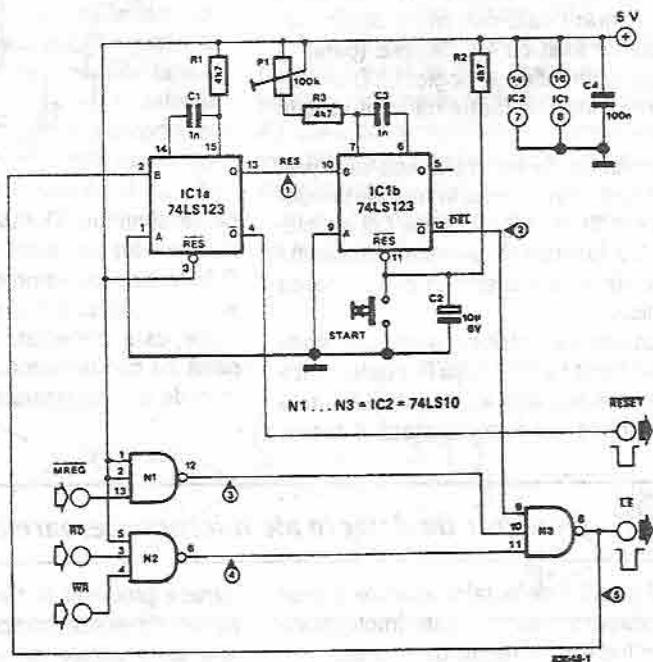 5 V
R1
4k7
P1
100k
R3
4k7
R2
4k7
C1
1n
C3
1n
C4
100n
14
15
7
6
14
IC2
7
16
IC1
8
2
B
Q
13
RES
1
10
B
Q
5
IC1a
74LS123
IC1b
74LS123
1
A
Q
4
9
A
Q
12
DEL
2
RES
3
RES
11
START
C2
10µ
6V
N1 . . . N3 = IC2 = 74LS10
RESET
MREG
1
2
13
N1
12
3
RD
WR
5
3
4
N2
6
4
9
10
11
N3
8
LE
5